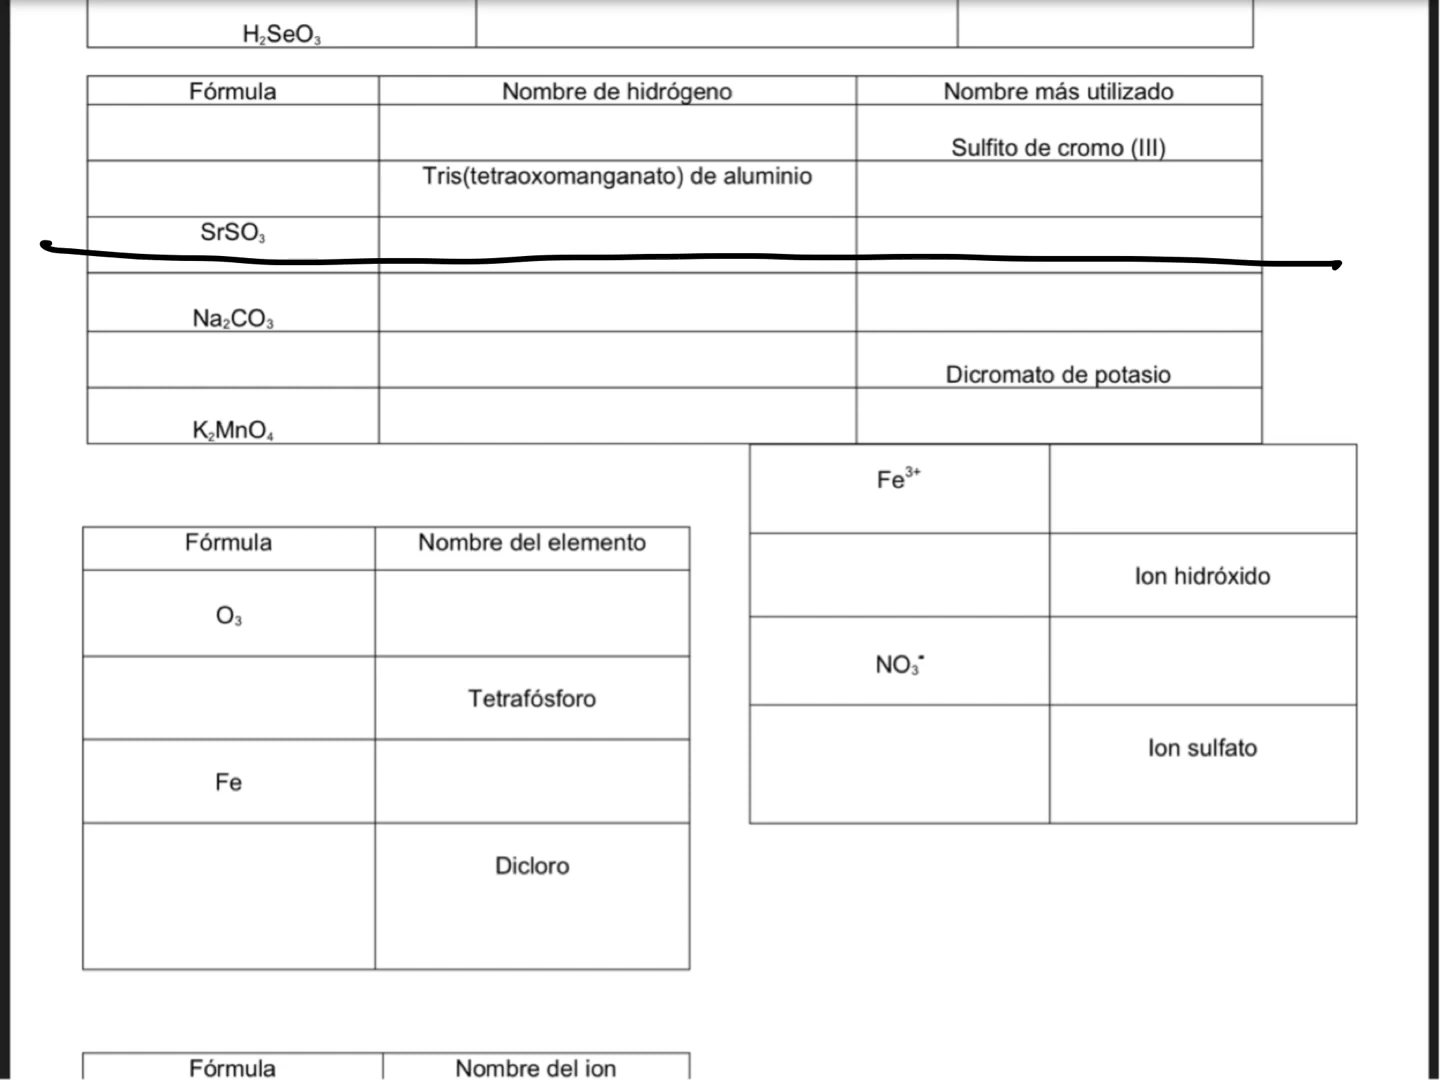 H₂SeO₃
Fórmula Nombre de hidrógeno Nombre más utilizado
Sulfito de cromo (III)
Tris(tetraoxomanganato) de aluminio
SrSO₃
Na₂CO₃
Dicromato de potasio
K₂MnO₄
Fórmula Nombre del elemento
O₃
Tetrafósforo
Fe
Dicloro
Fe³⁺
Ion hidróxido
NO₃⁻
Ion sulfato
Fórmula Nombre del ion